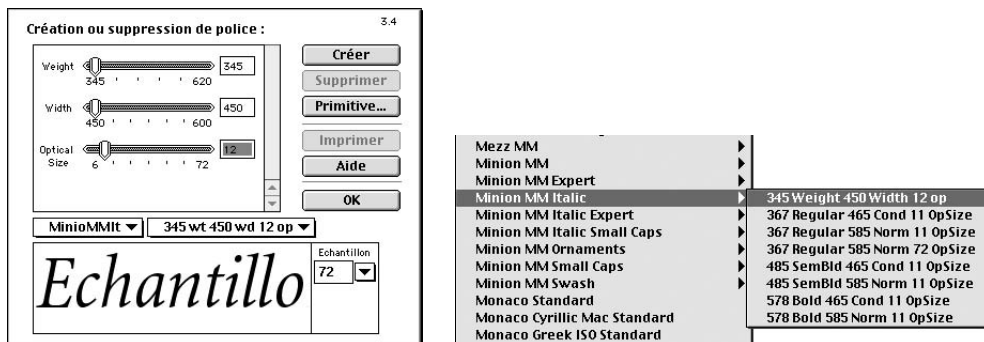 3.4
Création ou suppression de police :
Weight 345
345 620
Width 450
450 600
Optical Size 12
6 72
Créer
Supprimer
Primitive...
Imprimer
Aide
OK
MinioMMIt 345 wt 450 wd 12 op
Echantillo
Echantillon
72
Mezz MM
Minion MM
Minion MM Expert
Minion MM Italic
Minion MM Italic Expert
Minion MM Italic Small Caps
Minion MM Ornaments
Minion MM Small Caps
Minion MM Swash
Monaco Standard
Monaco Cyrillic Mac Standard
Monaco Greek ISO Standard
345 Weight 450 Width 12 op
367 Regular 465 Cond 11 OpSize
367 Regular 585 Norm 11 OpSize
367 Regular 585 Norm 72 OpSize
485 SemBld 465 Cond 11 OpSize
485 SemBld 585 Norm 11 OpSize
578 Bold 465 Cond 11 OpSize
578 Bold 585 Norm 11 OpSize